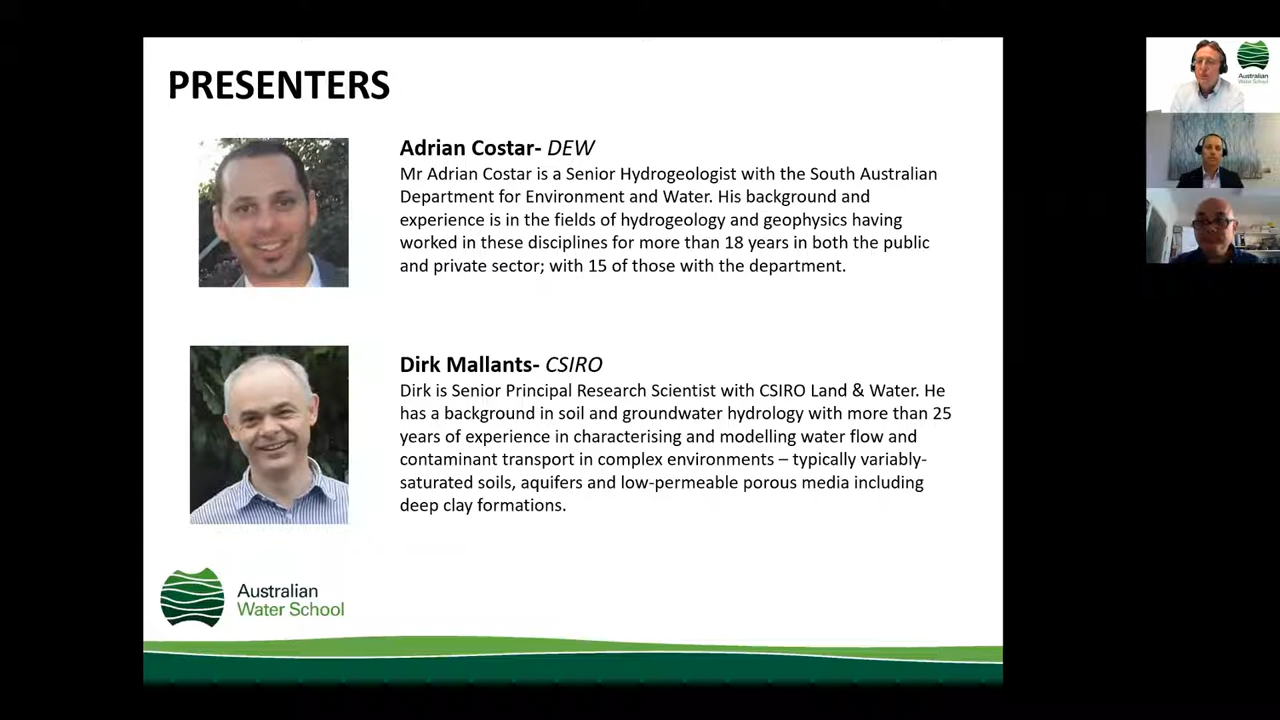 PRESENTERS
Adrian Costar- DEW
Mr Adrian Costar is a Senior Hydrogeologist with the South Australian
Department for Environment and Water. His background and
experience is in the fields of hydrogeology and geophysics having
worked in these disciplines for more than 18 years in both the public
and private sector; with 15 of those with the department.
Dirk Mallants- CSIRO
Dirk is Senior Principal Research Scientist with CSIRO Land & Water. He
has a background in soil and groundwater hydrology with more than 25
years of experience in characterising and modelling water flow and
contaminant transport in complex environments – typically variably-
saturated soils, aquifers and low-permeable porous media including
deep clay formations.
Australian
Water School
Australian
Water School